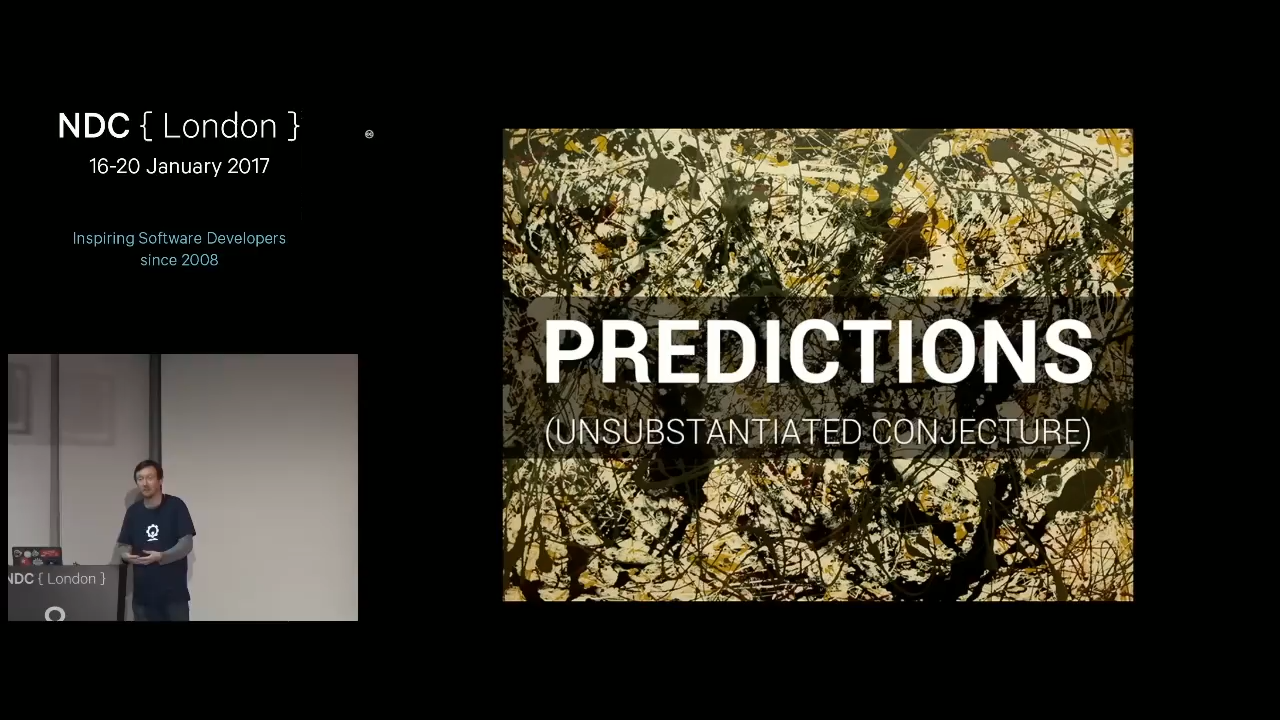 NDC { London }
16-20 January 2017
Inspiring Software Developers
since 2008
PREDICTIONS
(UNSUBSTANTIATED CONJECTURE)
NDC { London }